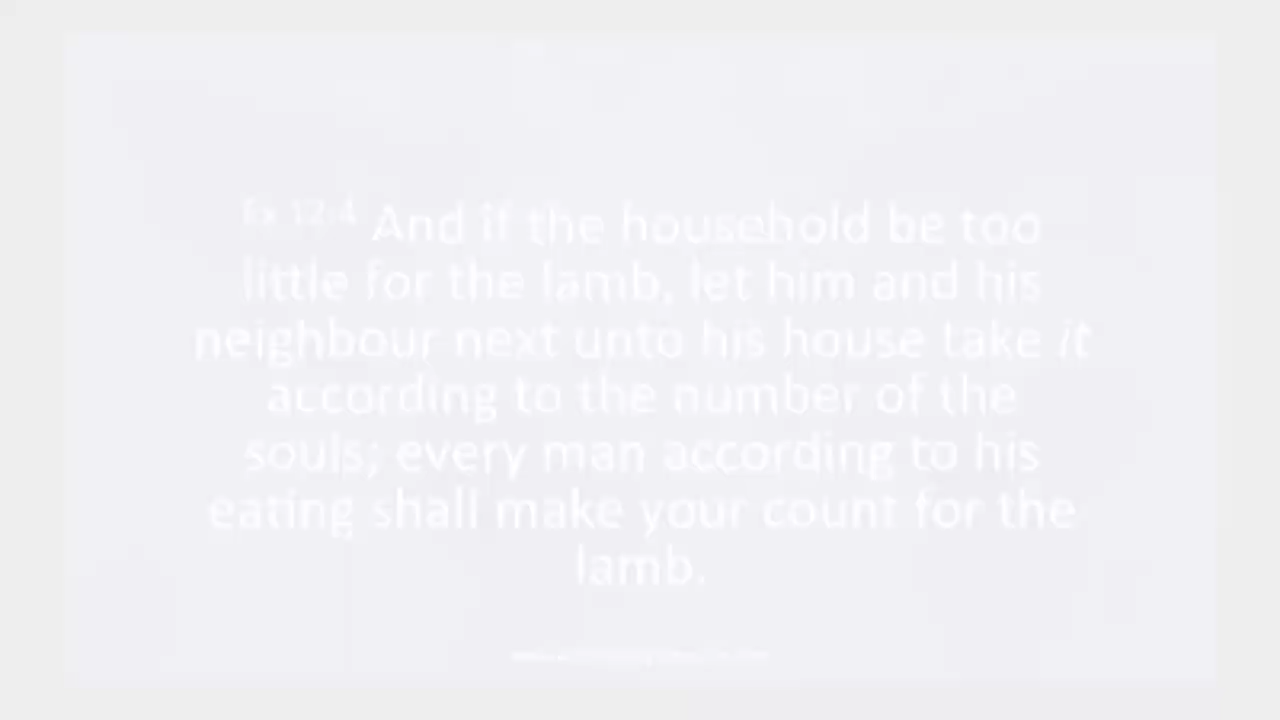 Ex 12:4 And if the household be too
little for the lamb, let him and his
neighbour next unto his house take it
according to the number of the
souls; every man according to his
eating shall make your count for the
lamb.